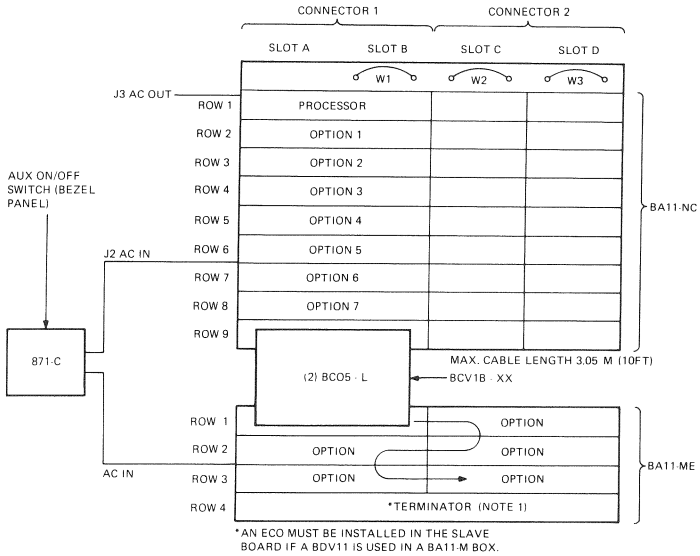 CONNECTOR 1 CONNECTOR 2
SLOT A SLOT B SLOT C SLOT D
W1 W2 W3
J3 AC OUT
ROW 1 PROCESSOR
ROW 2 OPTION 1
ROW 3 OPTION 2
AUX ON/OFF
SWITCH (BEZEL
PANEL)
ROW 4 OPTION 3
BA11-NC
ROW 5 OPTION 4
ROW 6 OPTION 5
J2 AC IN
ROW 7 OPTION 6
ROW 8 OPTION 7
ROW 9
871-C
MAX. CABLE LENGTH 3.05 M (10FT)
(2) BCO5 - L
BCV1B - XX
ROW 1 OPTION
ROW 2 OPTION OPTION
BA11-ME
AC IN
ROW 3 OPTION OPTION
ROW 4 *TERMINATOR (NOTE 1)
*AN ECO MUST BE INSTALLED IN THE SLAVE
BOARD IF A BDV11 IS USED IN A BA11-M BOX.